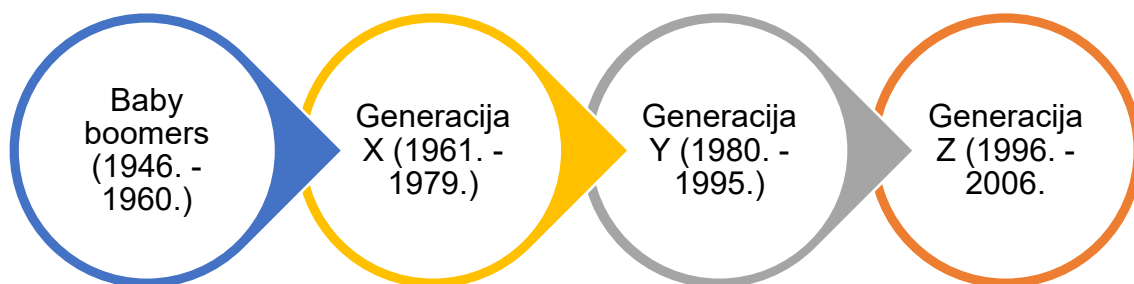 Baby
boomers
(1946. -
1960.)
Generacija
X (1961. -
1979.)
Generacija
Y (1980. -
1995.)
Generacija
Z (1996. -
2006.